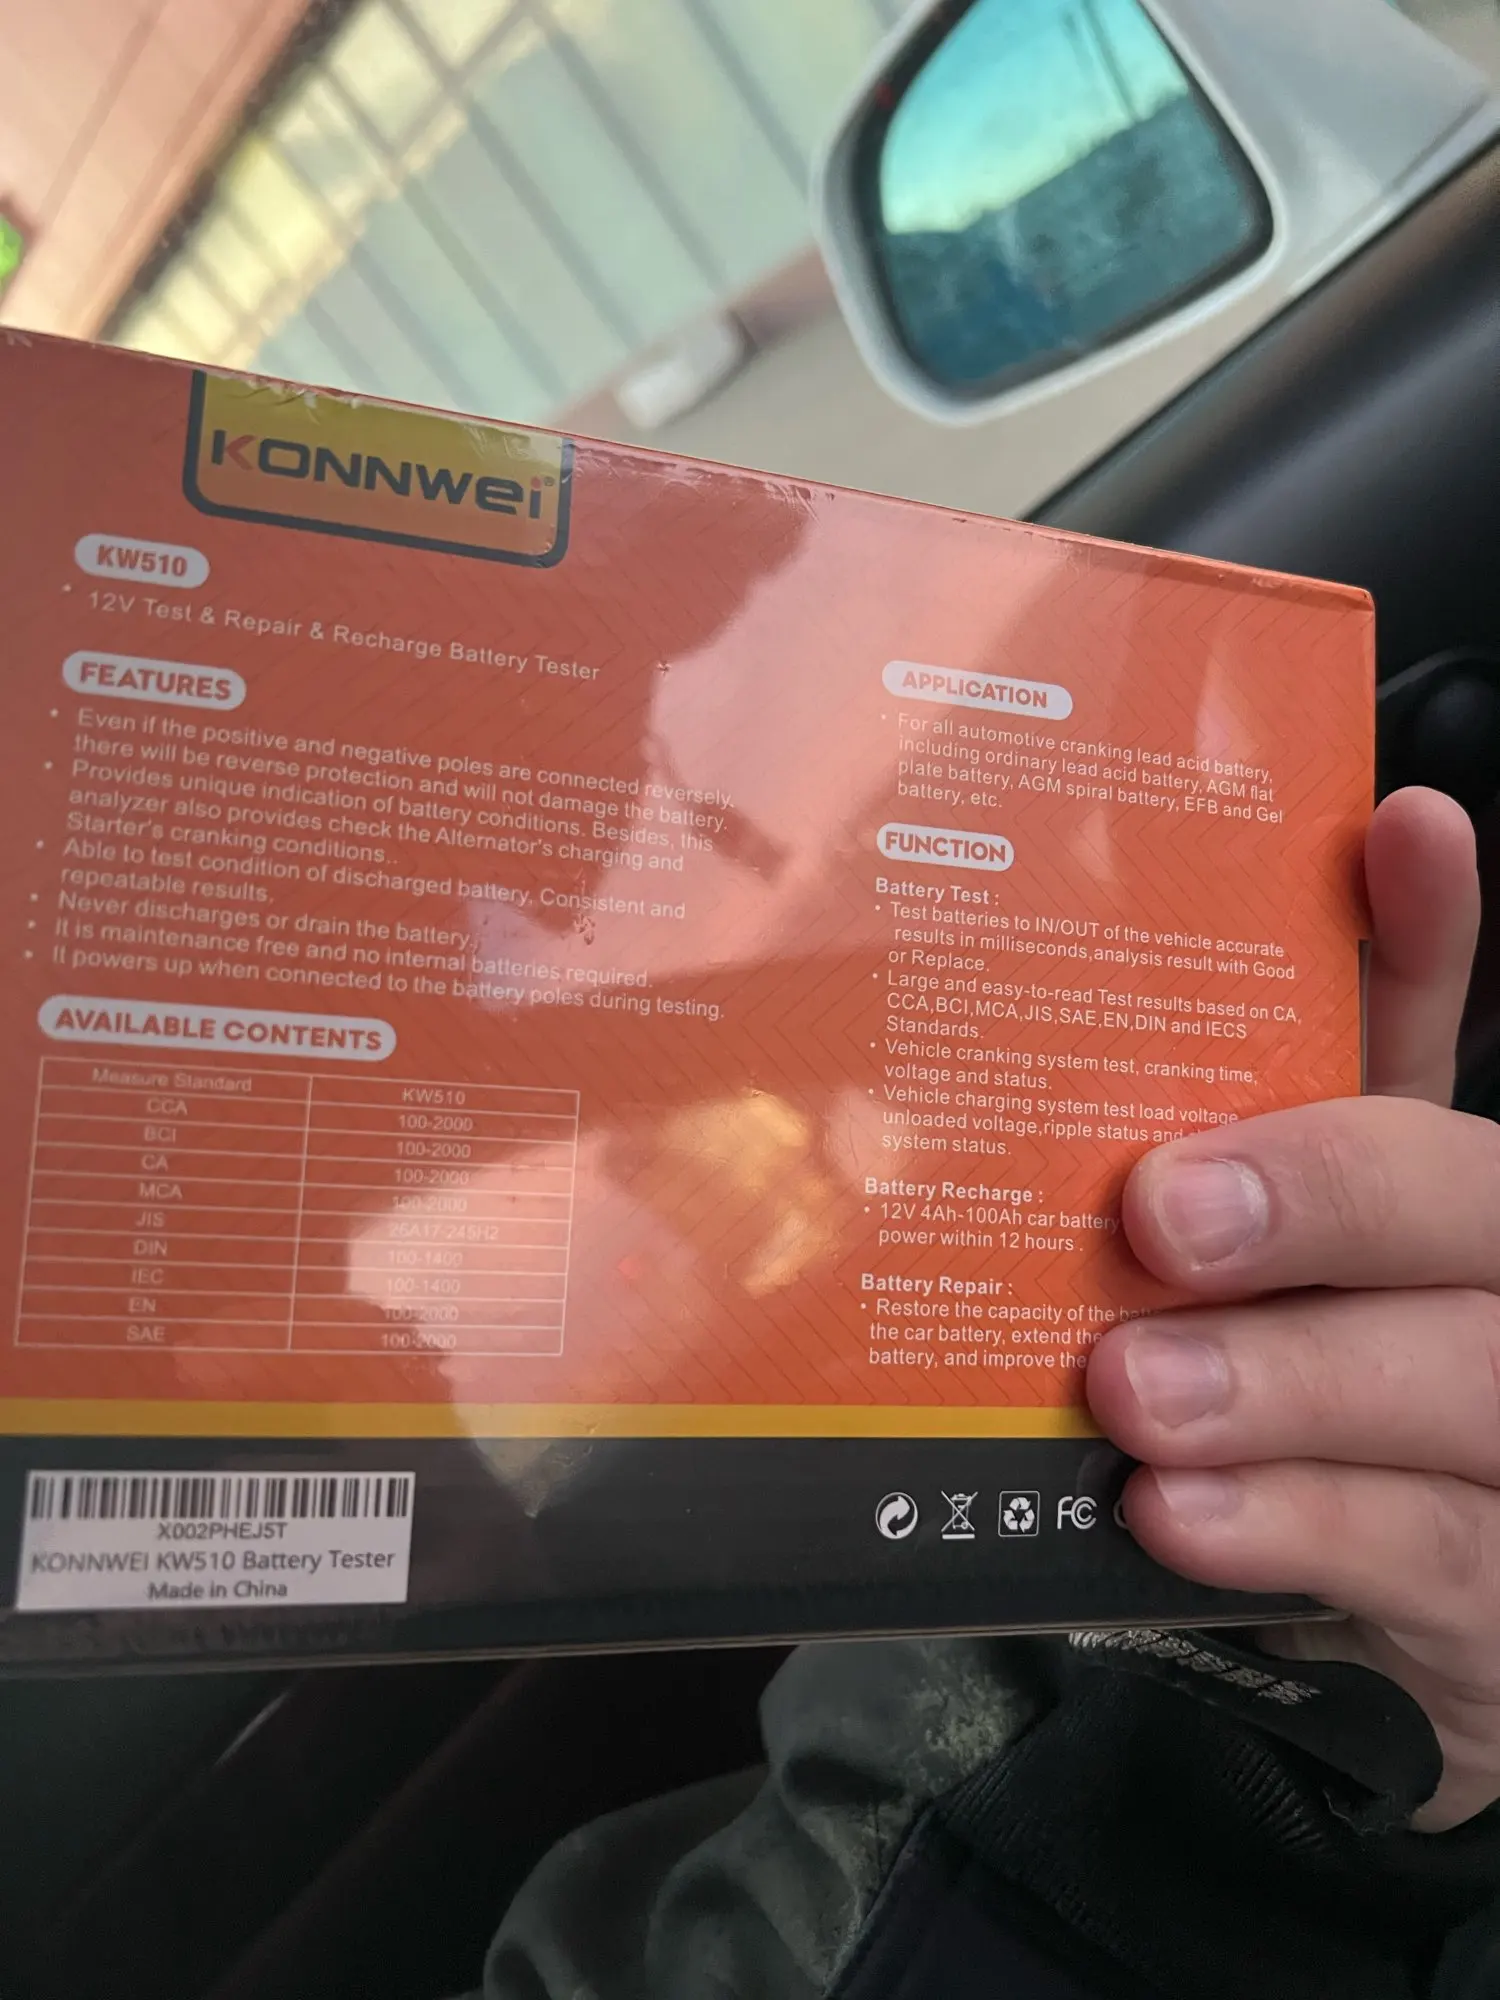 KONNWEI®
KW510
• 12V Test & Repair & Recharge Battery Tester
FEATURES
• Even if the positive and negative poles are connected reversely.
there will be reverse protection and will not damage the battery.
• Provides unique indication of battery conditions. Besides, this
analyzer also provides check the Alternator's charging and
Starter's cranking conditions..
• Able to test condition of discharged battery, Consistent and
repeatable results.
• Never discharges or drain the battery.
• It is maintenance free and no internal batteries required.
• It powers up when connected to the battery poles during testing.
AVAILABLE CONTENTS
Measure Standard KW510
CCA 100-2000
BCI 100-2000
CA 100-2000
MCA 100-2000
JIS 26A17-245H2
DIN 100-1400
IEC 100-1400
EN 100-2000
SAE 100-2000
APPLICATION
• For all automotive cranking lead acid battery,
including ordinary lead acid battery, AGM flat
plate battery, AGM spiral battery, EFB and Gel
battery, etc.
FUNCTION
Battery Test :
• Test batteries to IN/OUT of the vehicle accurate
results in milliseconds,analysis result with Good
or Replace.
• Large and easy-to-read Test results based on CA,
CCA,BCI,MCA,JIS,SAE,EN,DIN and IECS
Standards.
• Vehicle cranking system test, cranking time,
voltage and status.
• Vehicle charging system test load voltage
unloaded voltage,ripple status and
system status.
Battery Recharge :
• 12V 4Ah-100Ah car battery
power within 12 hours .
Battery Repair :
• Restore the capacity of the
the car battery, extend the
battery, and improve the
X002PHEJ5T
KONNWEI KW510 Battery Tester
Made in China
FC